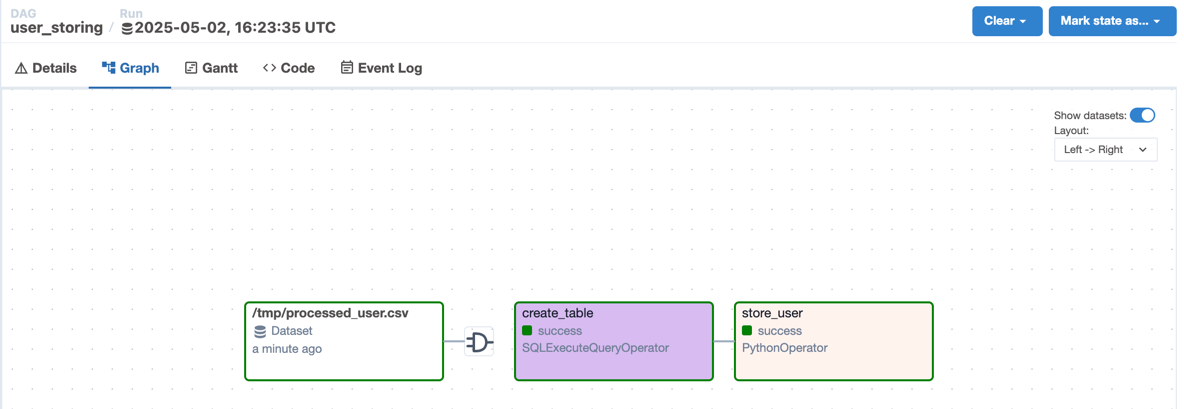 DAG
user_storing
/
Run
2025-05-02, 16:23:35 UTC
Clear
Mark state as...
Details
Graph
Gantt
Code
Event Log
Show datasets:
Layout:
Left -> Right
/tmp/processed_user.csv
Dataset
a minute ago
create_table
success
SQLExecuteQueryOperator
store_user
success
PythonOperator